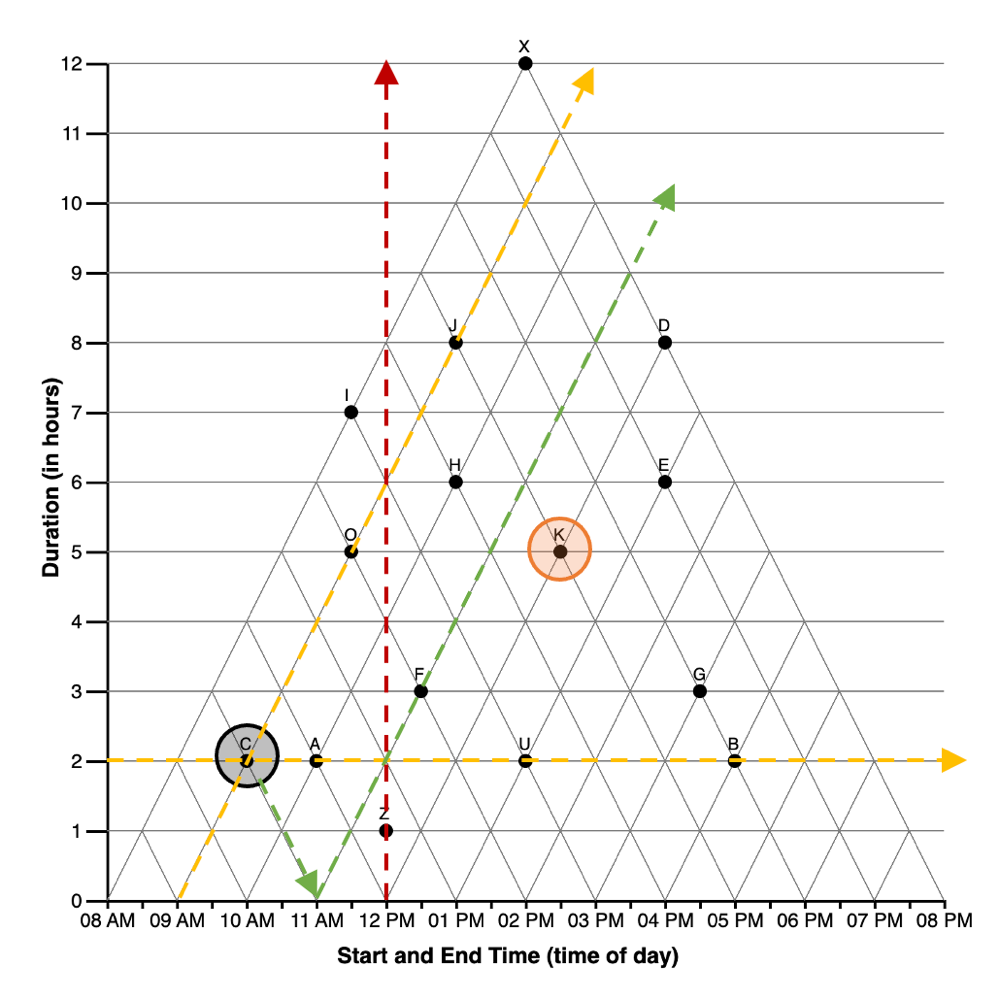 X
12
11
10
9
J
D
8
I
7
H
E
6
O
K
5
4
F
G
3
C
A
U
B
2
Z
1
0
08 AM 09 AM 10 AM 11 AM 12 PM 01 PM 02 PM 03 PM 04 PM 05 PM 06 PM 07 PM 08 PM
Start and End Time (time of day)
Duration (in hours)